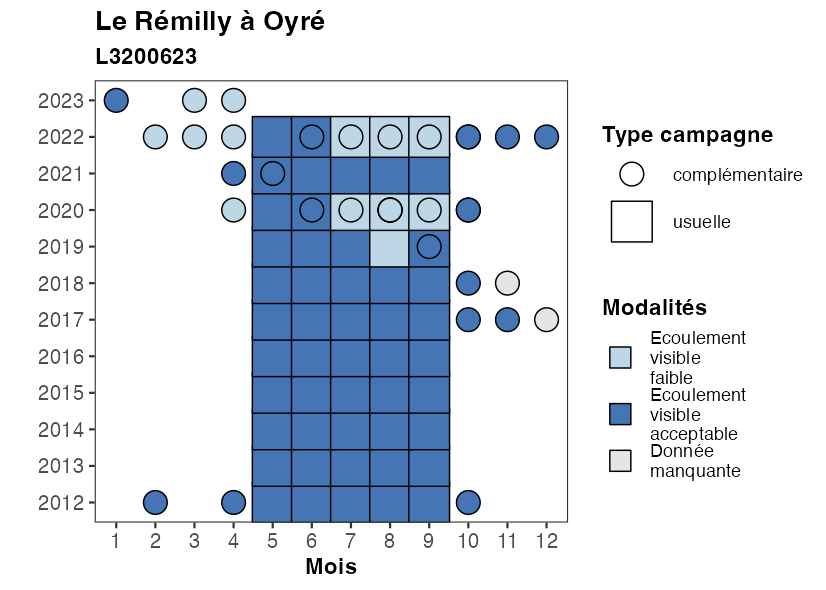 Le Rémilly à Oyré
L3200623
2023
2022
2021
2020
2019
2018
2017
2016
2015
2014
2013
2012
1 2 3 4 5 6 7 8 9 10 11 12
Mois
Type campagne
complémentaire
usuelle
Modalités
Ecoulement
visible
faible
Ecoulement
visible
acceptable
Donnée
manquante